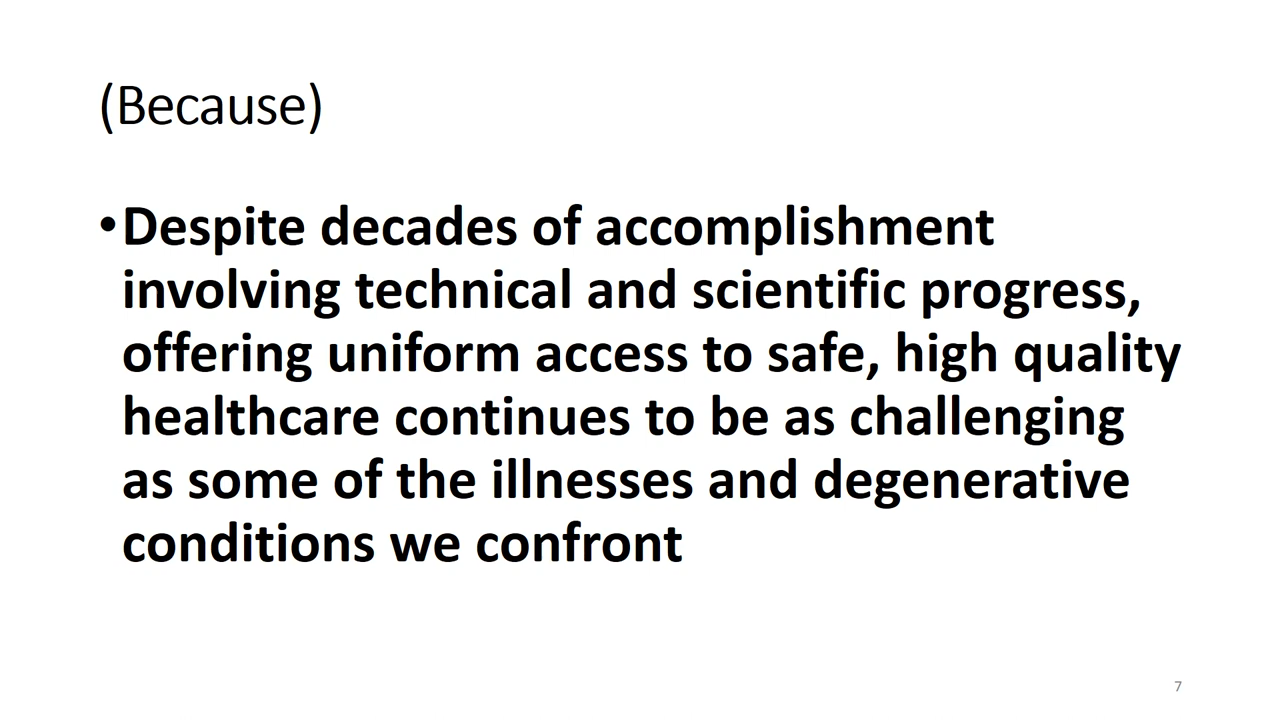 (Because)
•Despite decades of accomplishment
involving technical and scientific progress,
offering uniform access to safe, high quality
healthcare continues to be as challenging
as some of the illnesses and degenerative
conditions we confront
7